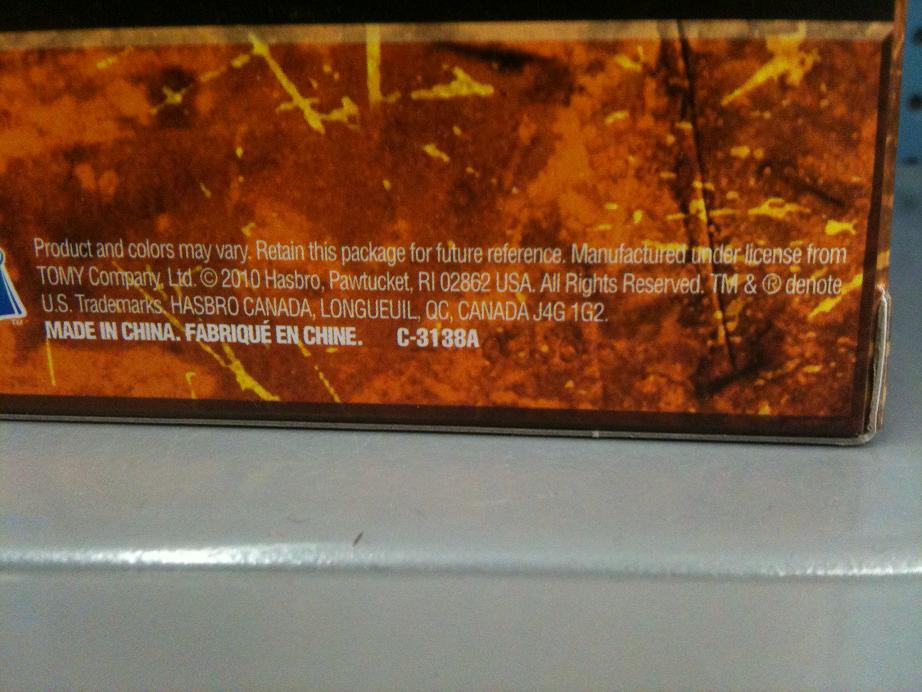 Product and colors may vary. Retain this package for future reference. Manufactured under license from
TOMY Company, Ltd. © 2010 Hasbro, Pawtucket, RI 02862 USA. All Rights Reserved. TM & ® denote
U.S. Trademarks. HASBRO CANADA, LONGUEUIL, QC, CANADA J4G 1G2.
MADE IN CHINA. FABRIQUÉ EN CHINE. C-3138A
TM